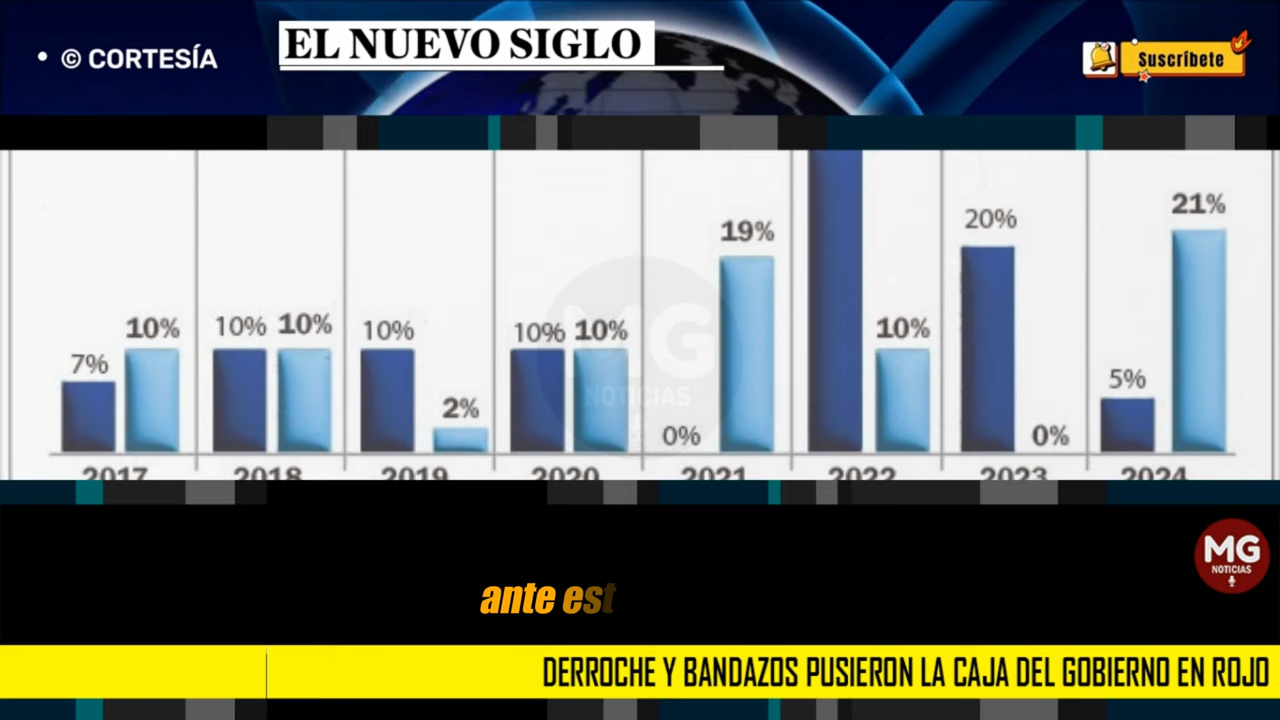 • © CORTESÍA
EL NUEVO SIGLO
Suscríbete
7% 10% 10% 10% 10% 2% 10% 10% 0% 19% 10% 20% 0% 5% 21%
2017 2018 2019 2020 2021 2022 2023 2024
MG
NOTICIAS
MG
NOTICIAS
ante est
DERROCHE Y BANDAZOS PUSIERON LA CAJA DEL GOBIERNO EN ROJO